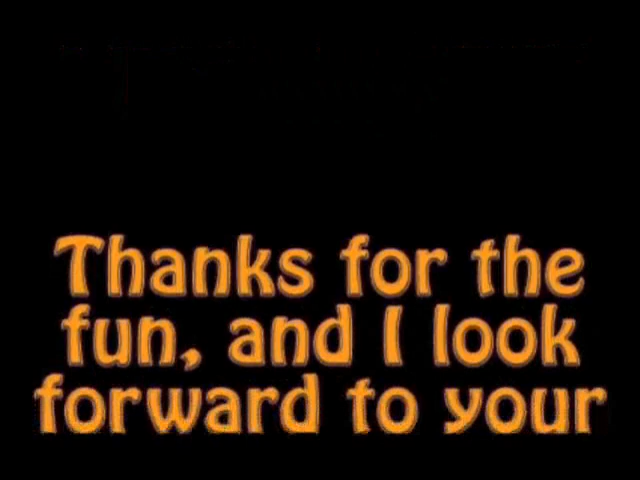 Thanks for the
fun, and I look
forward to your